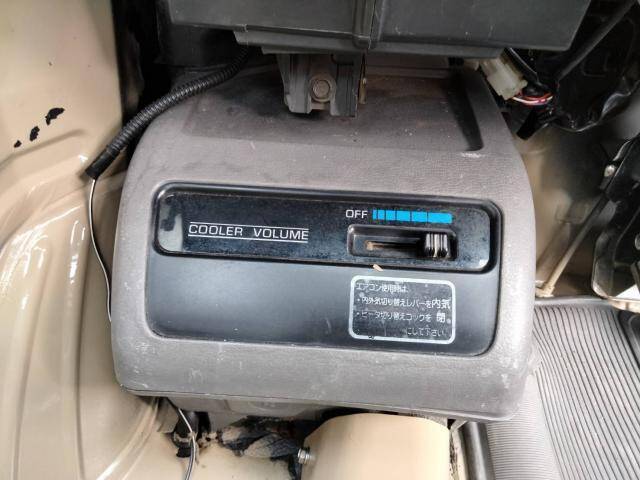 OFF
COOLER VOLUME
エアコン使用時は、
・内外気切り替えレバーを内気
・ヒータ切り替えコックを 閉
にして下さい。